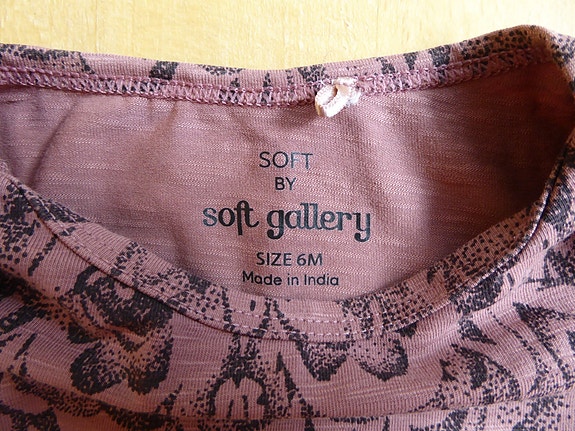 SOFT
BY
soft gallery
SIZE 6M
Made in India